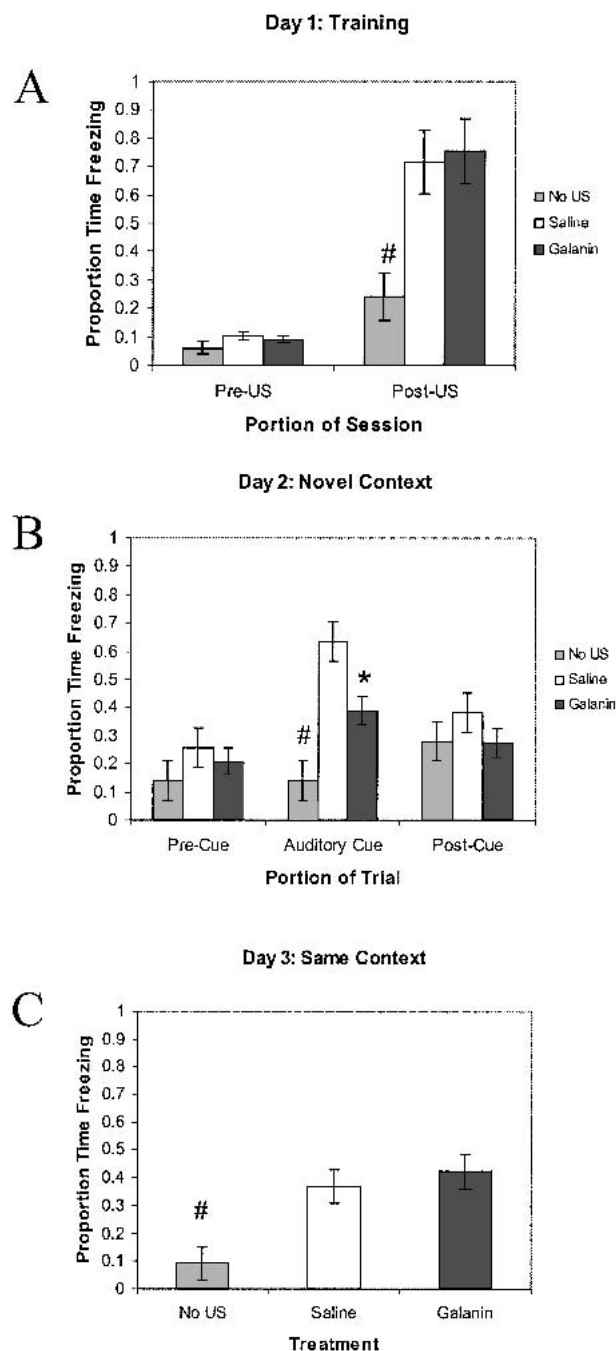 Day 1: Training
A
Proportion Time Freezing
1
0.9
0.8
0.7
0.6
0.5
0.4
0.3
0.2
0.1
0
#
Pre-US
Post-US
Portion of Session
No US
Saline
Galanin
Day 2: Novel Context
B
Proportion Time Freezing
1
0.9
0.8
0.7
0.6
0.5
0.4
0.3
0.2
0.1
0
#
*
Pre-Cue
Auditory Cue
Post-Cue
Portion of Trial
No US
Saline
Galanin
Day 3: Same Context
C
Proportion Time Freezing
1
0.9
0.8
0.7
0.6
0.5
0.4
0.3
0.2
0.1
0
#
No US
Saline
Galanin
Treatment